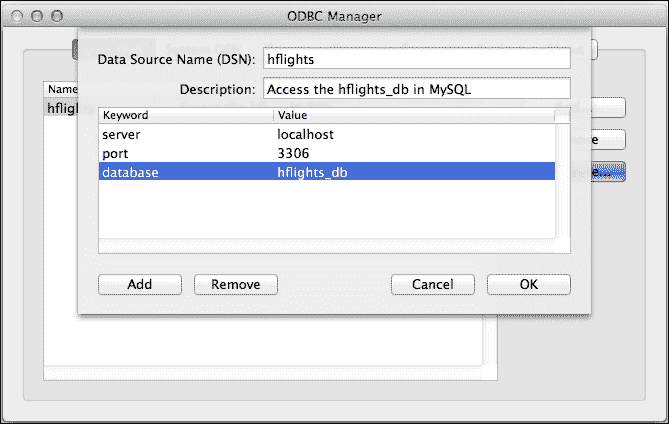 ODBC Manager
Data Source Name (DSN): hflights
Description: Access the hflights_db in MySQL
Name
hflights
Keyword Value
server localhost
port 3306
database hflights_db
Add Remove Cancel OK